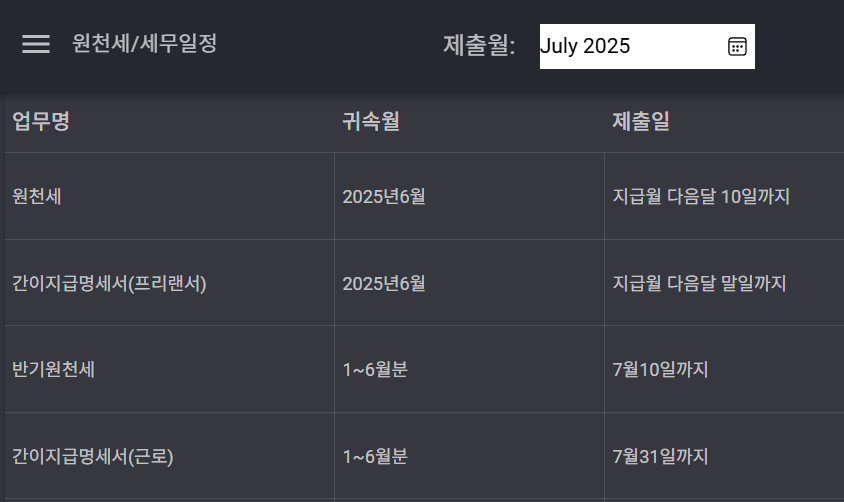 원천세/세무일정 제출월: July 2025
업무명 귀속월 제출일
원천세 2025년6월 지급월 다음달 10일까지
간이지급명세서(프리랜서) 2025년6월 지급월 다음달 말일까지
반기원천세 1~6월분 7월10일까지
간이지급명세서(근로) 1~6월분 7월31일까지